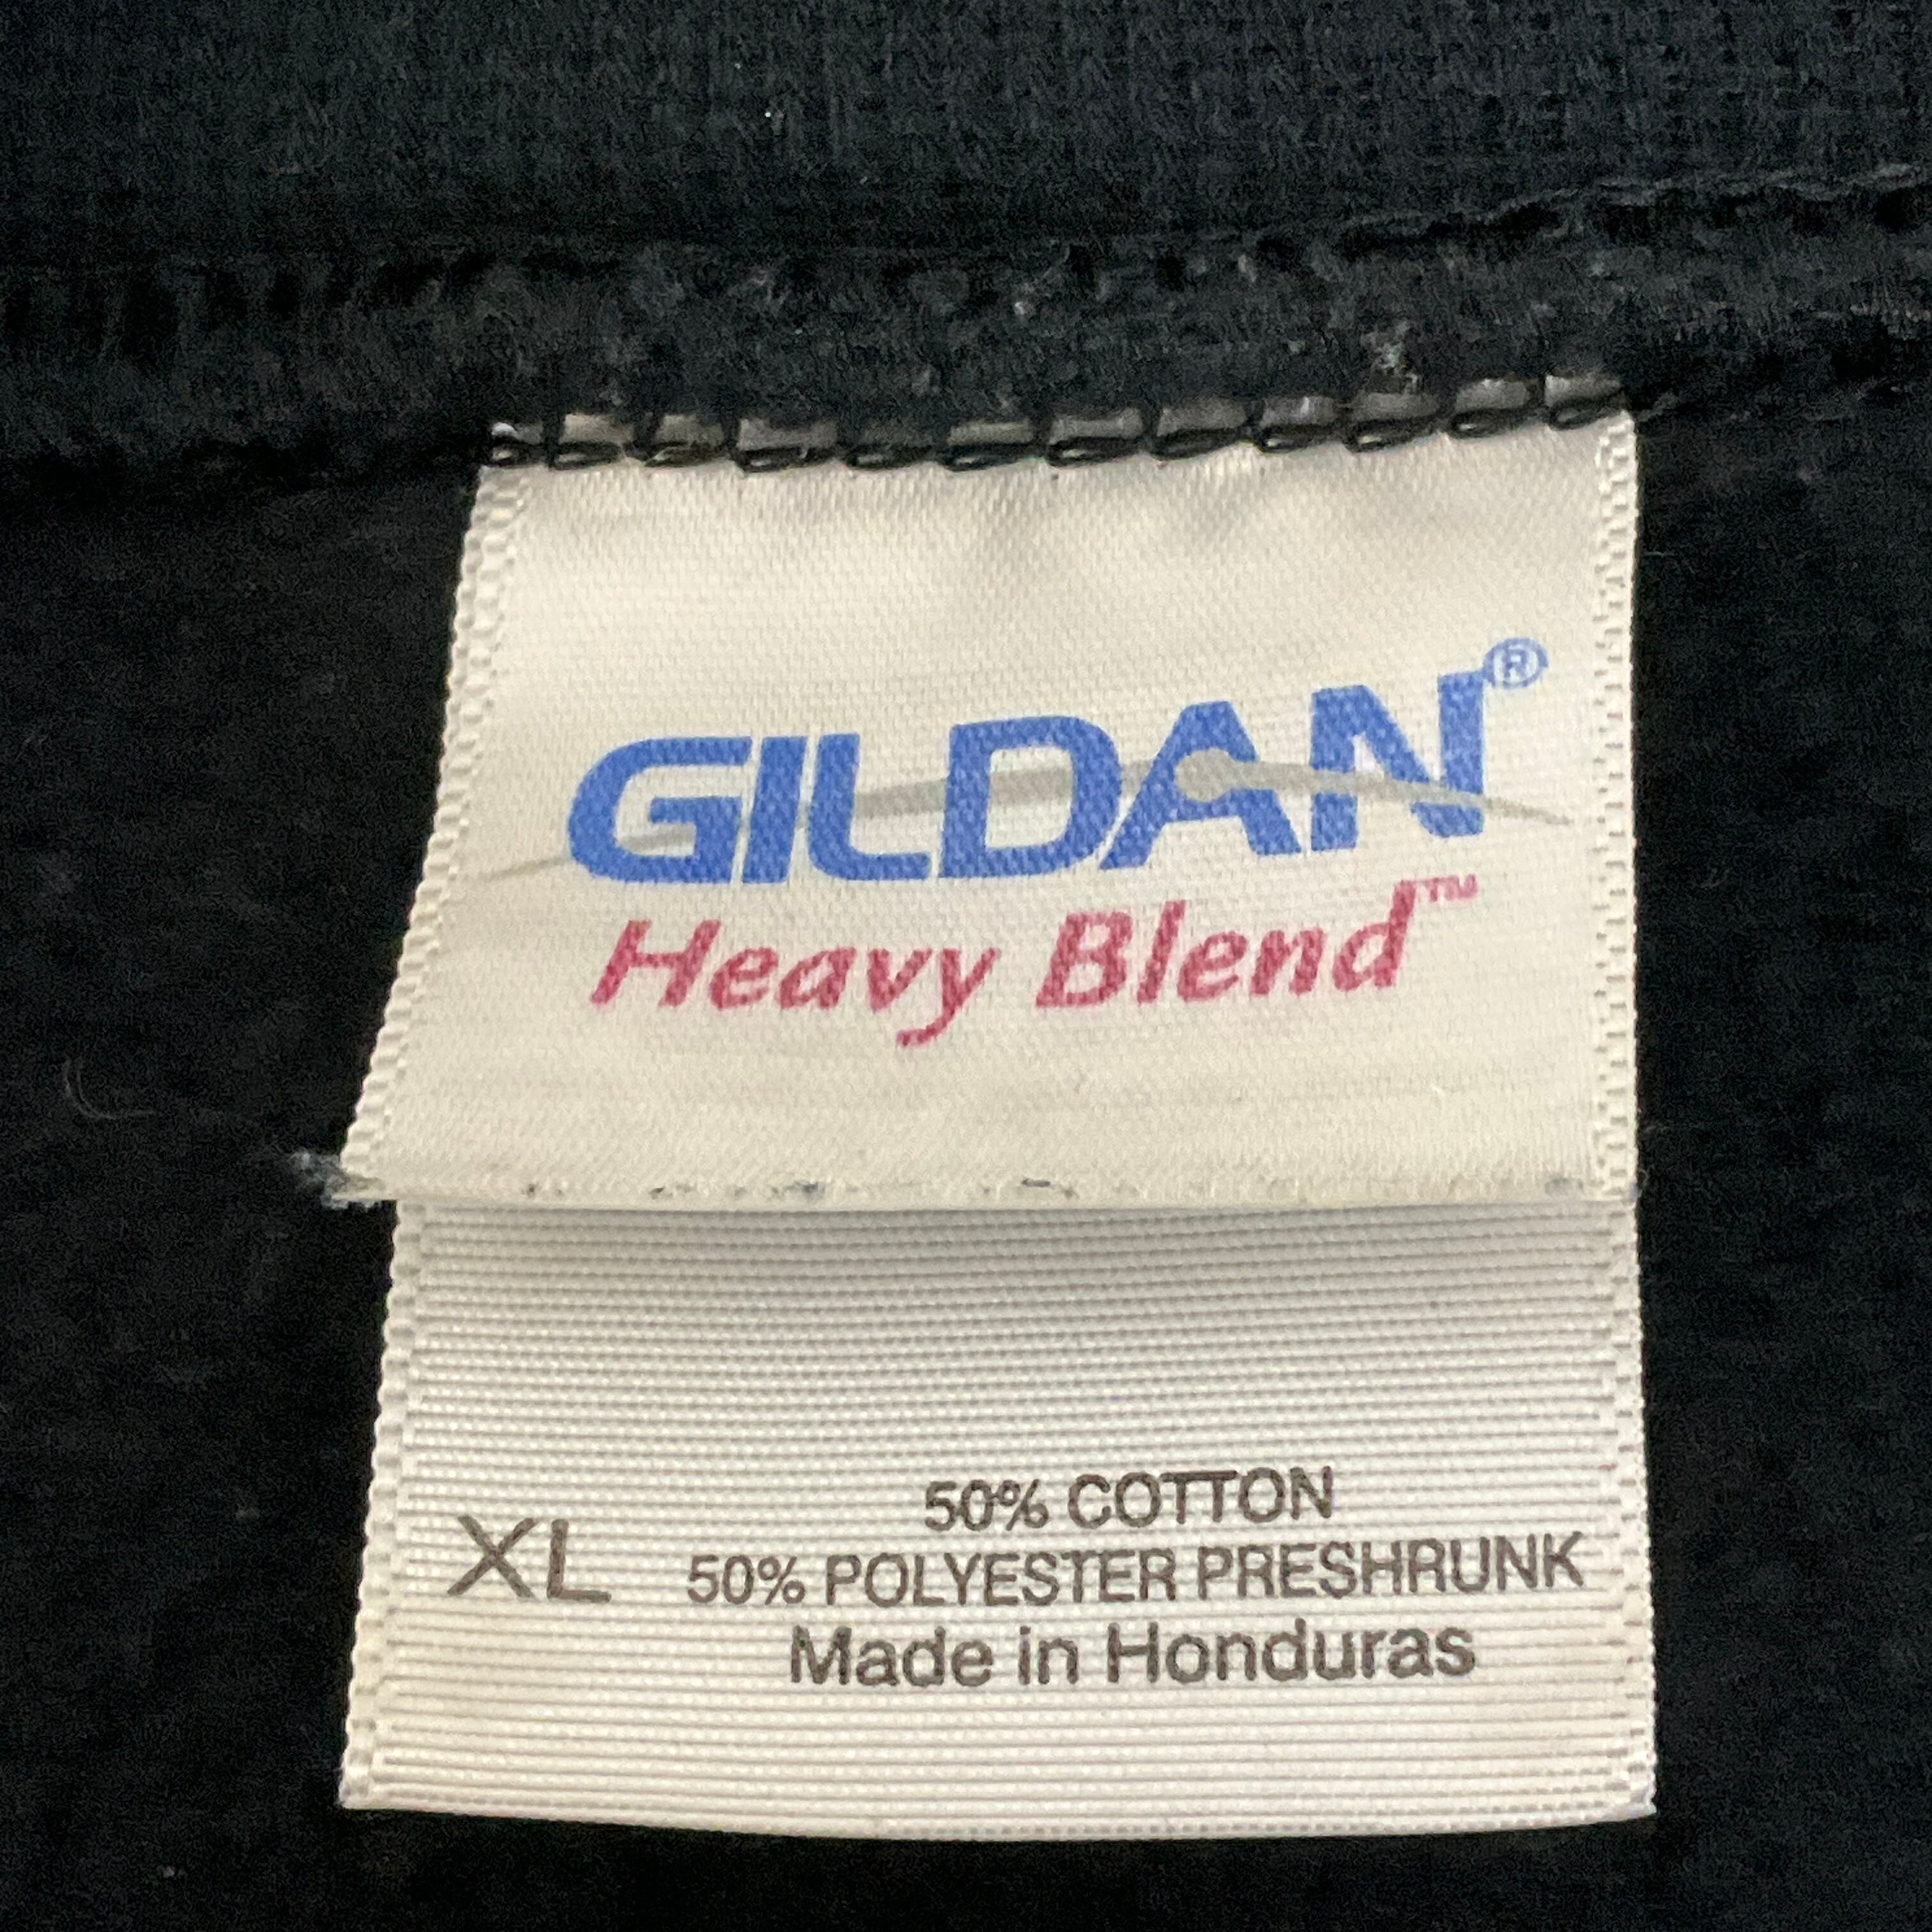 GILDAN®
Heavy Blend™
XL
50% COTTON
50% POLYESTER PRESHRUNK
Made in Honduras